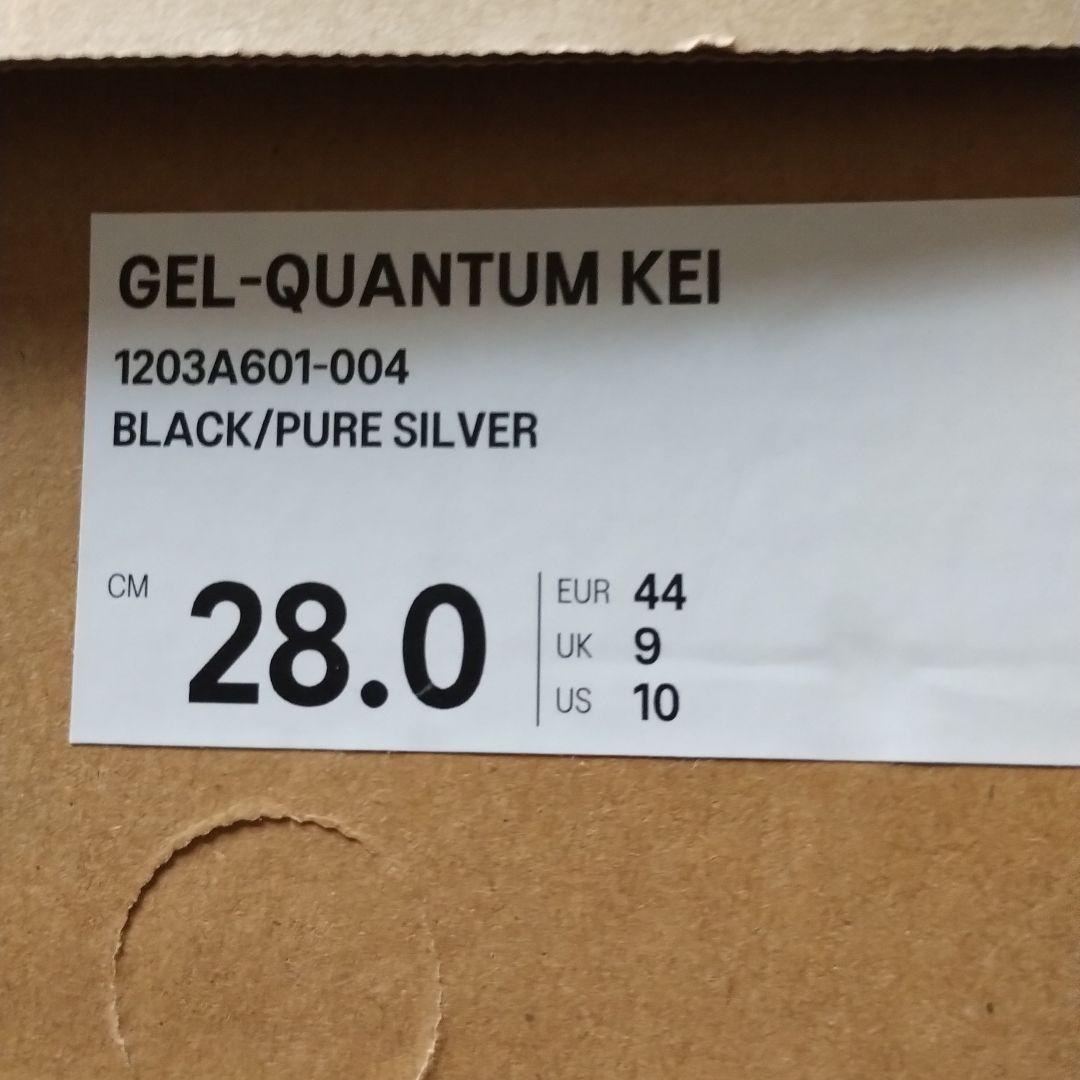 GEL-QUANTUM KEI
1203A601-004
BLACK/PURE SILVER
CM 28.0
EUR 44
UK 9
US 10